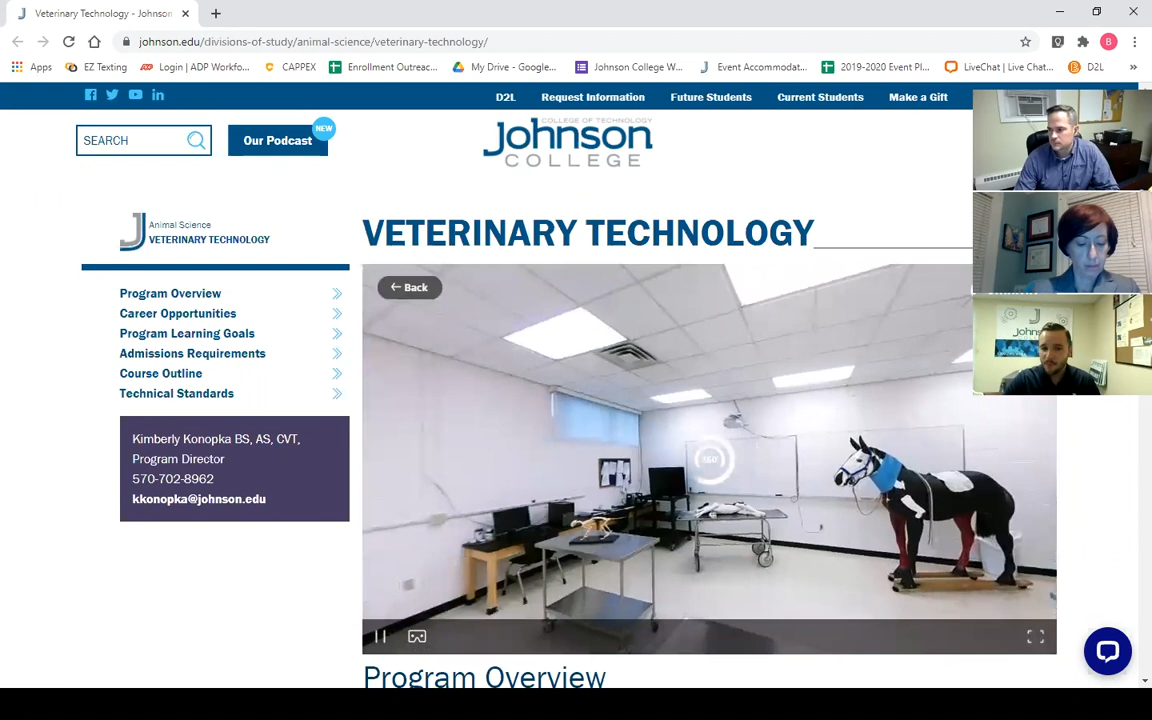 Veterinary Technology - Johnson
johnson.edu/divisions-of-study/animal-science/veterinary-technology/
B
Apps
EZ Texting
Login | ADP Workfo...
CAPPEX
Enrollment Outreac...
My Drive - Google...
Johnson College W...
Event Accommodat...
2019-2020 Event Pl...
LiveChat | Live Chat...
D2L
D2L
Request Information
Future Students
Current Students
Make a Gift
SEARCH
Our Podcast
NEW
COLLEGE OF TECHNOLOGY
Johnson
COLLEGE
Animal Science
VETERINARY TECHNOLOGY
VETERINARY TECHNOLOGY
Program Overview
Career Opportunities
Program Learning Goals
Admissions Requirements
Course Outline
Technical Standards
Kimberly Konopka BS, AS, CVT,
Program Director
570-702-8962
kkonopka@johnson.edu
Back
360°
Program Overview